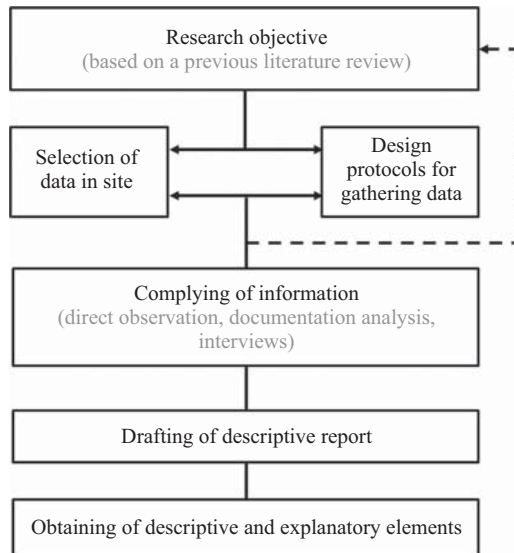 Research objective
(based on a previous literature review)
Selection of
data in site
Design
protocols for
gathering data
Complying of information
(direct observation, documentation analysis,
interviews)
Drafting of descriptive report
Obtaining of descriptive and explanatory elements